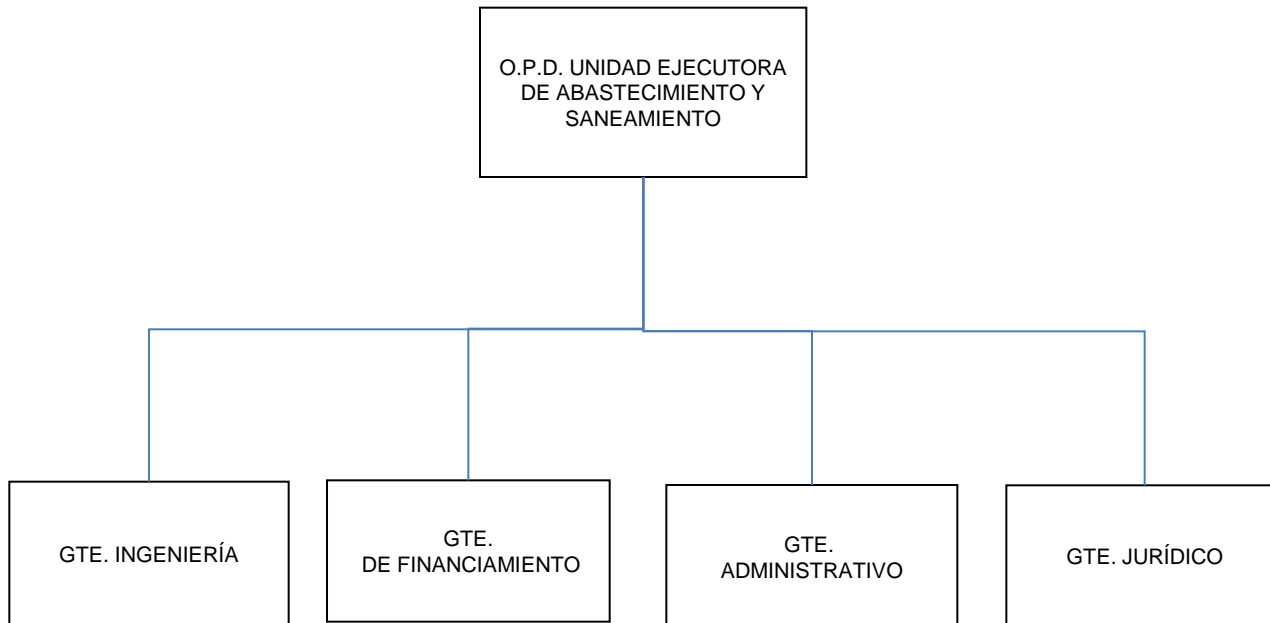 O.P.D. UNIDAD EJECUTORA
DE ABASTECIMIENTO Y
SANEAMIENTO
GTE. INGENIERÍA
GTE.
DE FINANCIAMIENTO
GTE.
ADMINISTRATIVO
GTE. JURÍDICO